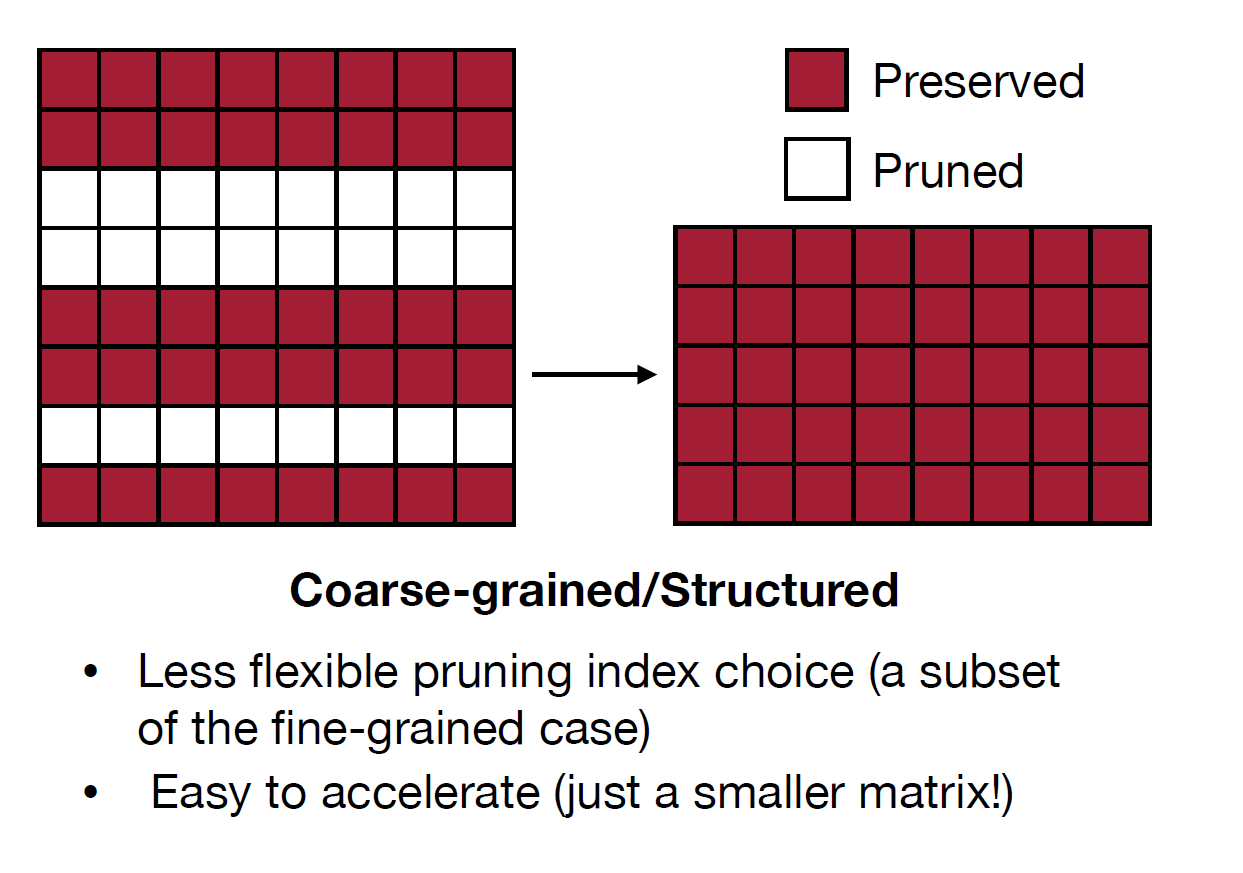 Preserved
Pruned
Coarse-grained/Structured
• Less flexible pruning index choice (a subset
of the fine-grained case)
• Easy to accelerate (just a smaller matrix!)